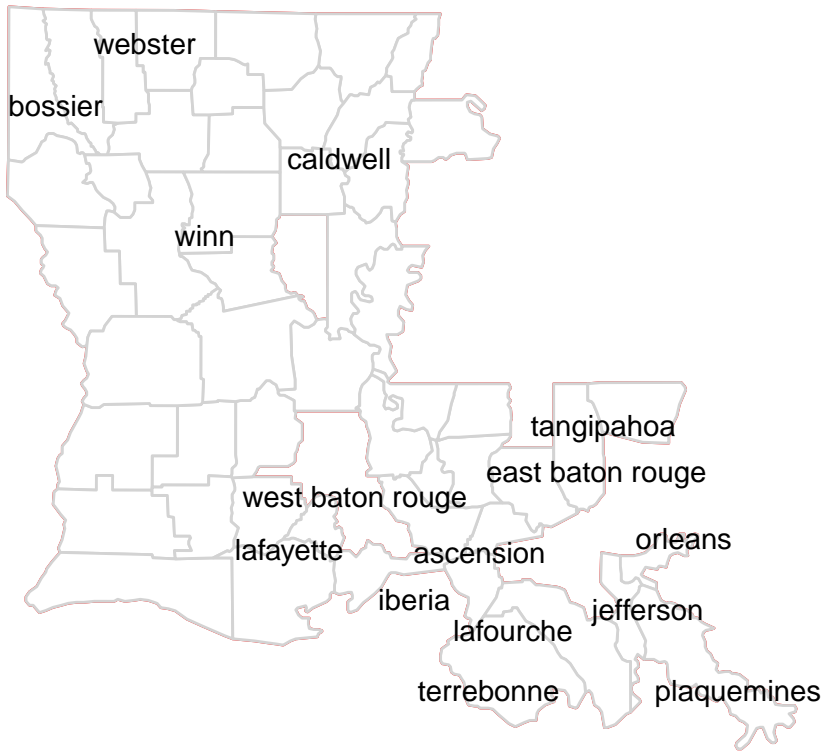 webster
bossier
caldwell
winn
tangipahoa
east baton rouge
west baton rouge
orleans
lafayette
ascension
iberia
jefferson
lafourche
terrebonne
plaquemines